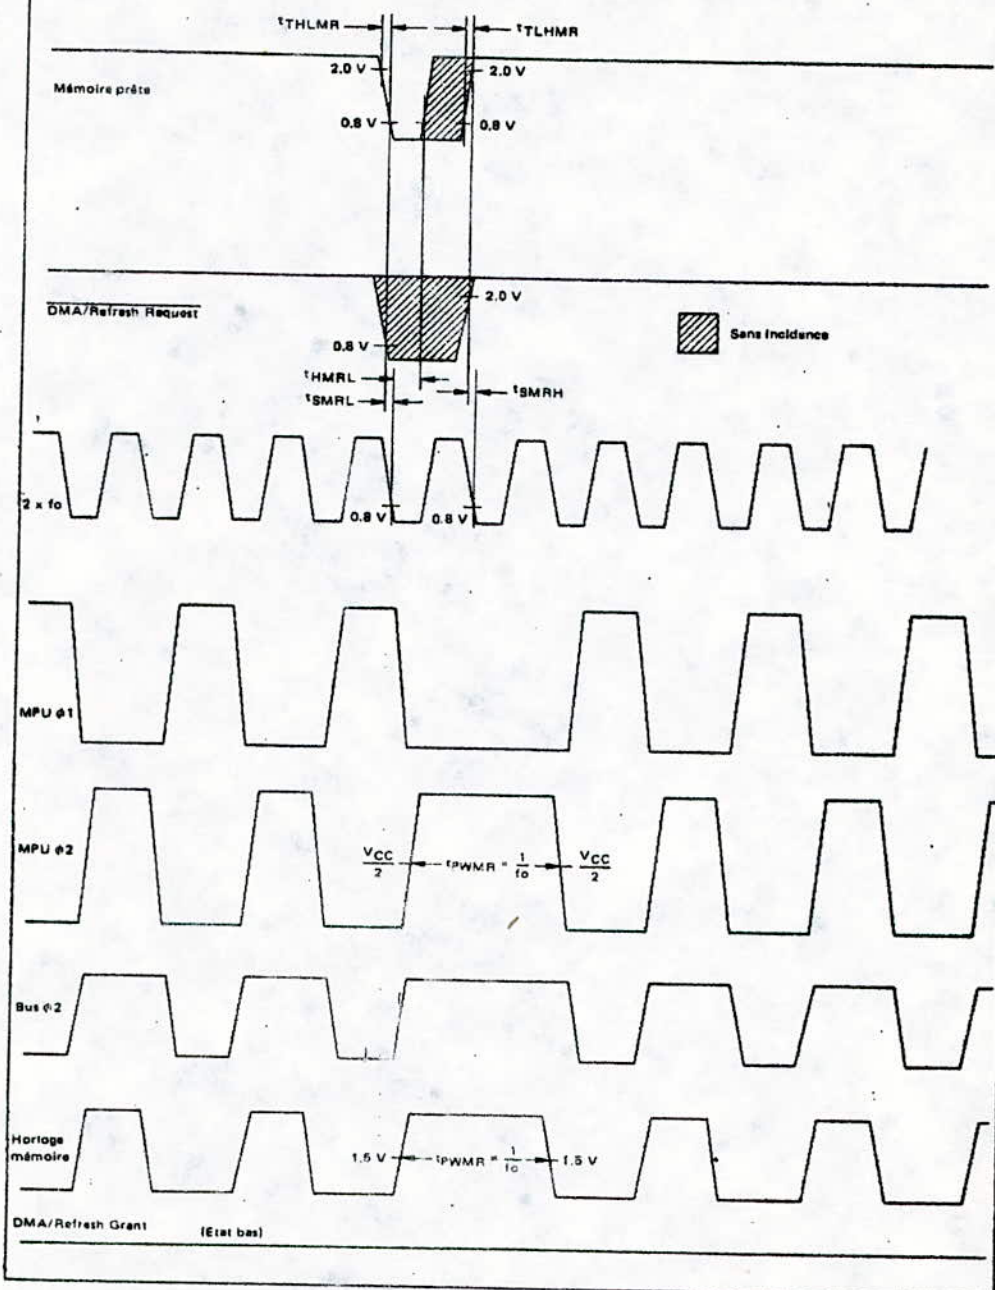 tTHLMR
tTLHMR
2.0 V
2.0 V
Mémoire prête
0.8 V
0.8 V
2.0 V
DMA/Refresh Request
Sans incidence
0.8 V
tHMRL
tSMRL
tSMRH
2 x fo
0.8 V
0.8 V
MPU ϕ1
MPU ϕ2
VCC/2
tPWMR = 1/fo
VCC/2
Bus ϕ2
Horloge
mémoire
1.5 V
tPWMR = 1/fo
1.5 V
DMA/Refresh Grant
(Etat bas)